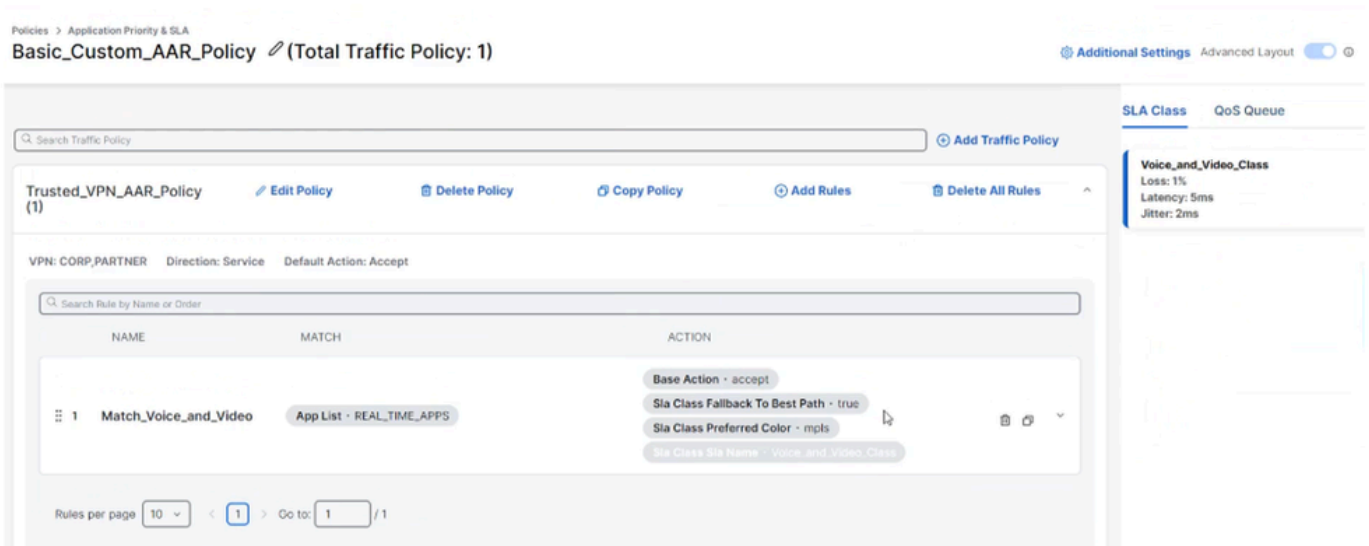 Policies > Application Priority & SLA
Basic_Custom_AAR_Policy (Total Traffic Policy: 1)
Additional Settings Advanced Layout
SLA Class QoS Queue
Search Traffic Policy
Add Traffic Policy
Voice_and_Video_Class
Loss: 1%
Latency: 5ms
Jitter: 2ms
Trusted_VPN_AAR_Policy
(1)
Edit Policy Delete Policy Copy Policy Add Rules Delete All Rules
VPN: CORP,PARTNER Direction: Service Default Action: Accept
Search Rule by Name or Order
NAME MATCH ACTION
1 Match_Voice_and_Video App List · REAL_TIME_APPS
Base Action · accept
Sla Class Fallback To Best Path · true
Sla Class Preferred Color · mpls
Sla Class Sla Name · Voice_and_Video_Class
Rules per page 10 < 1 > Go to: 1 / 1